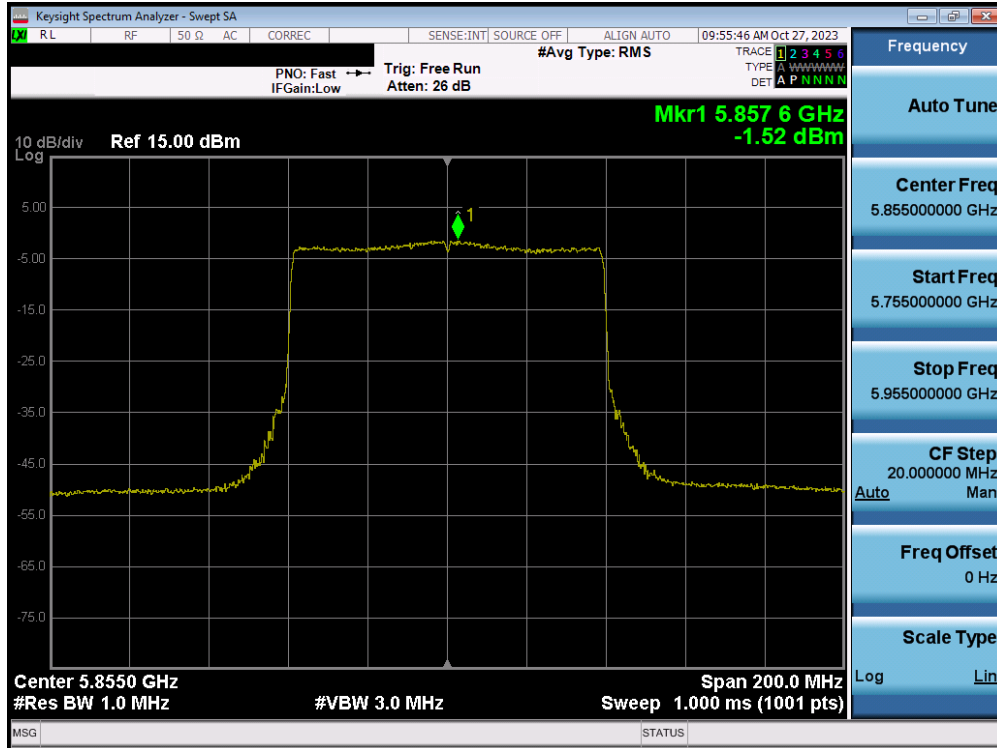 Keysight Spectrum Analyzer - Swept SA
LXI RL RF 50 Ω AC CORREC SENSE:INT SOURCE OFF ALIGN AUTO 09:55:46 AM Oct 27, 2023
PNO: Fast
IFGain:Low
Trig: Free Run
Atten: 26 dB
#Avg Type: RMS
TRACE 1 2 3 4 5 6
TYPE A WWWWW
DET A P N N N N
Mkr1 5.857 6 GHz
-1.52 dBm
10 dB/div Ref 15.00 dBm
Log
5.00
-5.00
-15.0
-25.0
-35.0
-45.0
-55.0
-65.0
-75.0
1
Center 5.8550 GHz Span 200.0 MHz
#Res BW 1.0 MHz #VBW 3.0 MHz Sweep 1.000 ms (1001 pts)
MSG STATUS
Frequency
Auto Tune
Center Freq
5.855000000 GHz
Start Freq
5.755000000 GHz
Stop Freq
5.955000000 GHz
CF Step
20.000000 MHz
Auto Man
Freq Offset
0 Hz
Scale Type
Log Lin